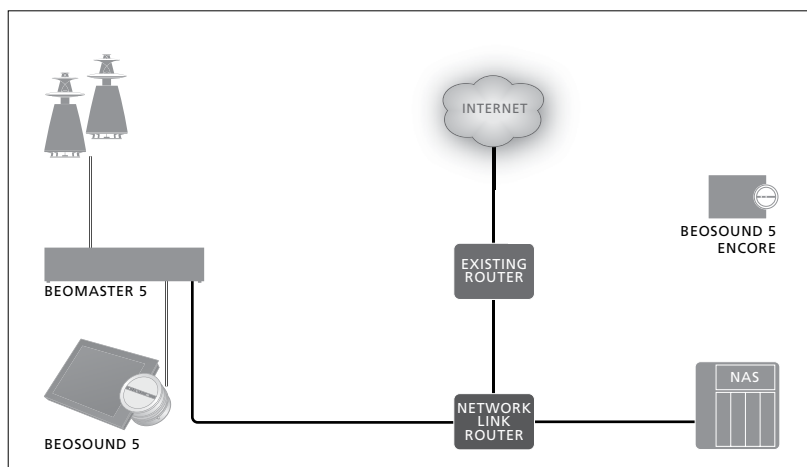 INTERNET
BEOSOUND 5
ENCORE
EXISTING
ROUTER
BEOMASTER 5
NAS
NETWORK
LINK
ROUTER
BEOSOUND 5